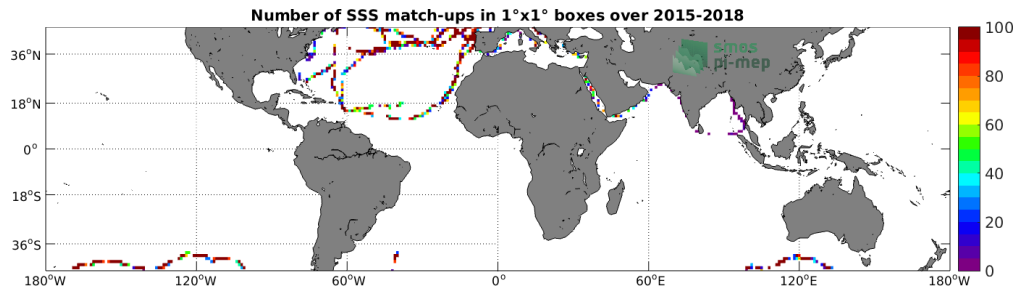 Number of SSS match-ups in 1°x1° boxes over 2015-2018
smos
pi-mep
36°N
18°N
0°
18°S
36°S
180°W 120°W 60°W 0° 60°E 120°E 180°W
100
80
60
40
20
0